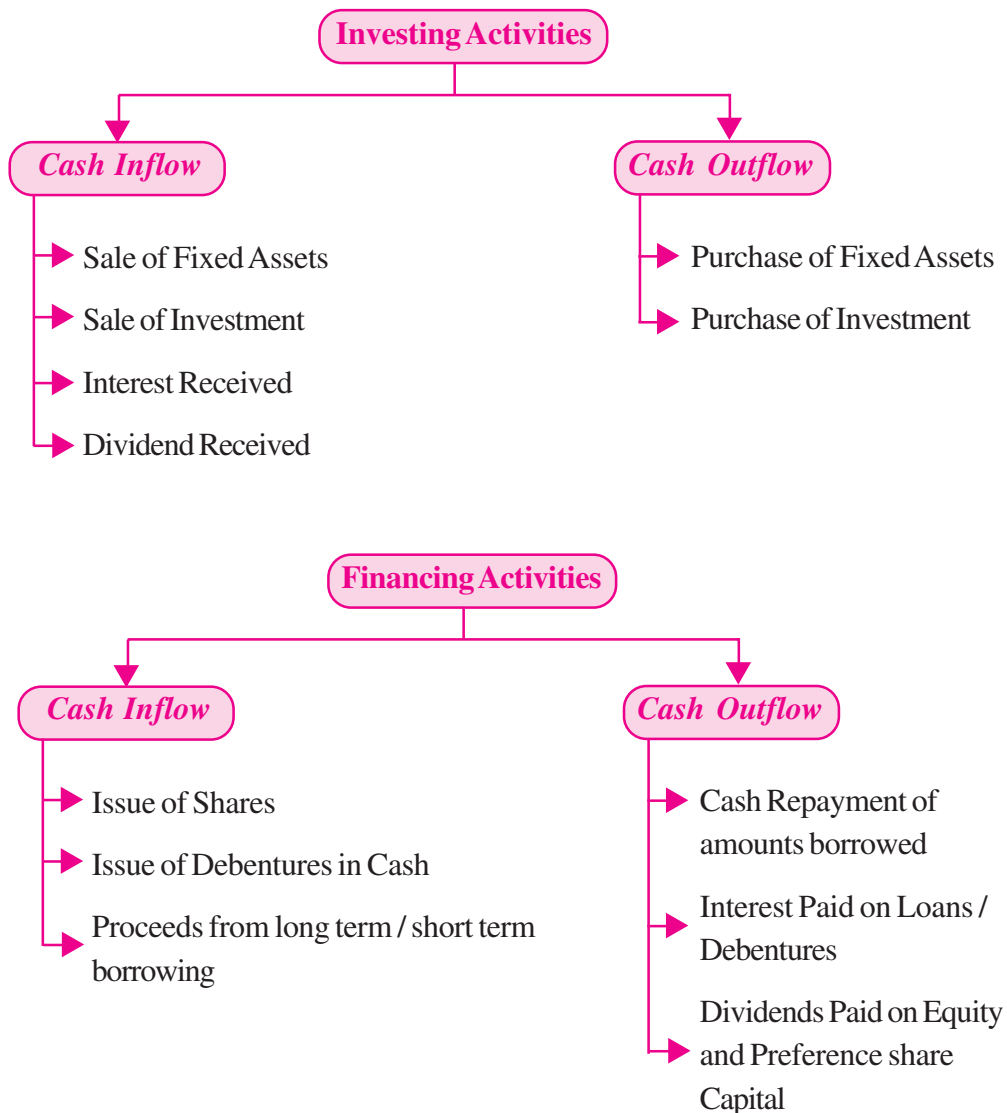 Investing Activities
Cash Inflow
Sale of Fixed Assets
Sale of Investment
Interest Received
Dividend Received
Cash Outflow
Purchase of Fixed Assets
Purchase of Investment
Financing Activities
Cash Inflow
Issue of Shares
Issue of Debentures in Cash
Proceeds from long term / short term
borrowing
Cash Outflow
Cash Repayment of
amounts borrowed
Interest Paid on Loans /
Debentures
Dividends Paid on Equity
and Preference share
Capital